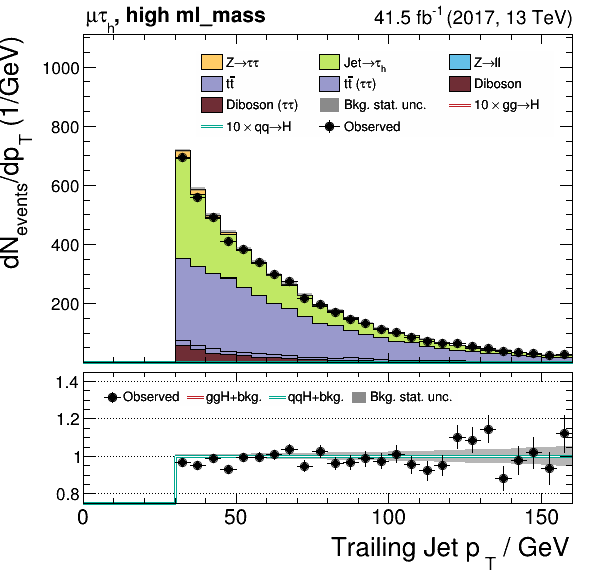 μτh, high ml_mass 41.5 fb-1 (2017, 13 TeV)
Z→ττ Jet→τh Z→ll
tt̄ tt̄ (ττ) Diboson
Diboson (ττ) Bkg. stat. unc. 10 × gg→H
10 × qq→H Observed
dNevents/dpT (1/GeV)
1000
800
600
400
200
Observed ggH+bkg. qqH+bkg. Bkg. stat. unc.
1.4
1.2
1
0.8
0 50 100 150
Trailing Jet pT / GeV